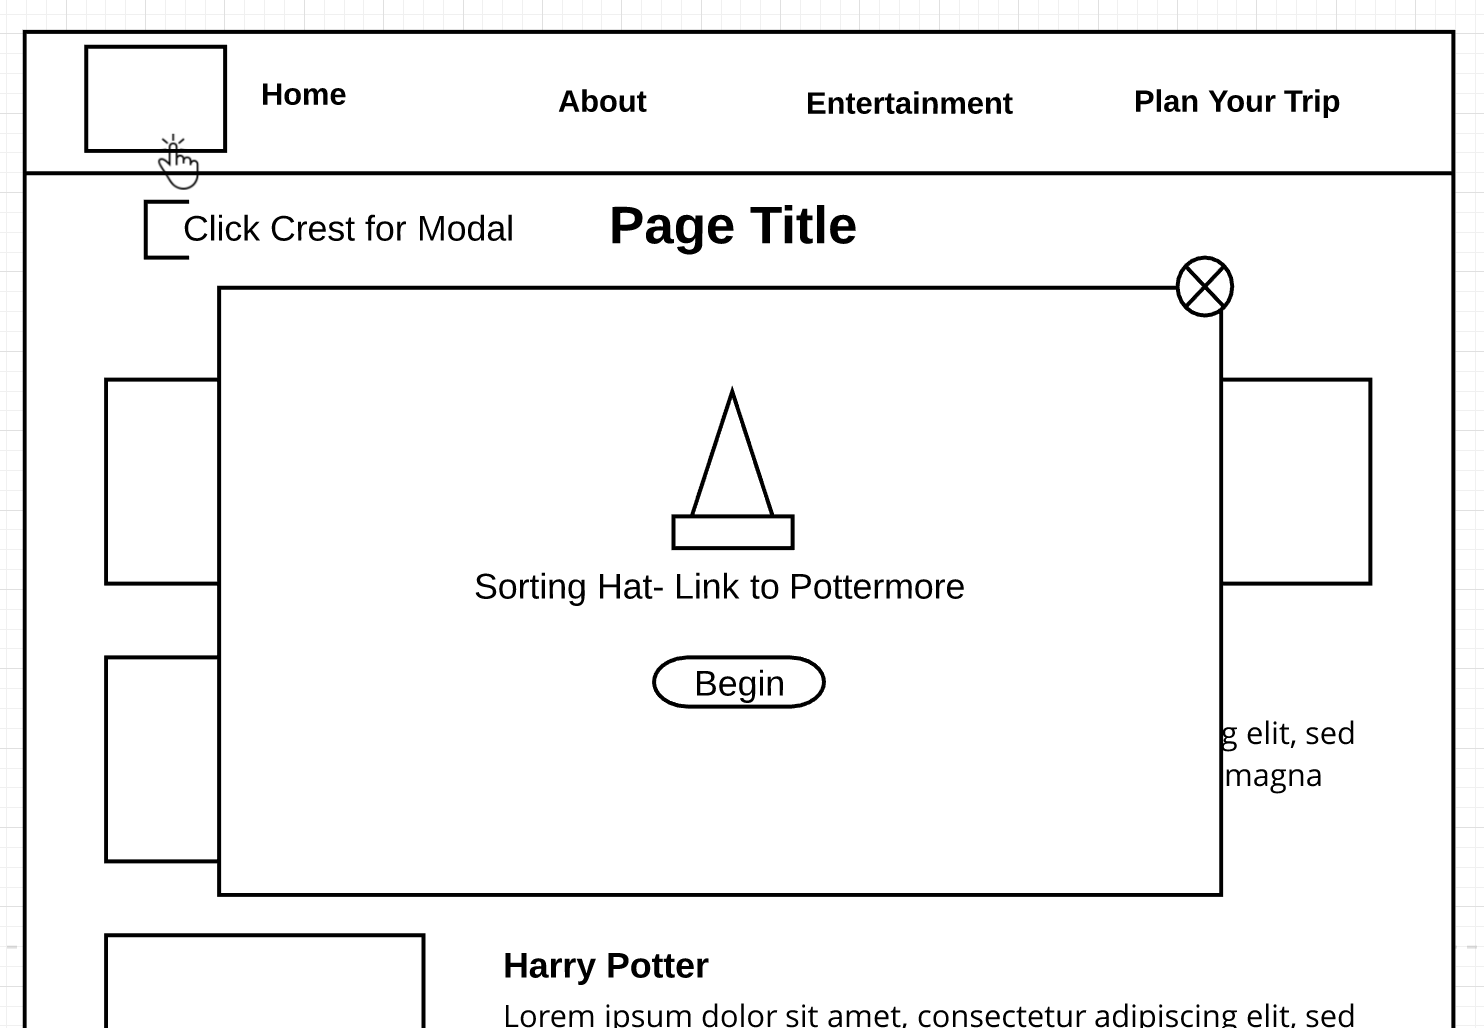 Home
About
Entertainment
Plan Your Trip
Click Crest for Modal
Page Title
Sorting Hat- Link to Pottermore
Begin
g elit, sed
magna
Harry Potter
Lorem ipsum dolor sit amet, consectetur adipiscing elit, sed